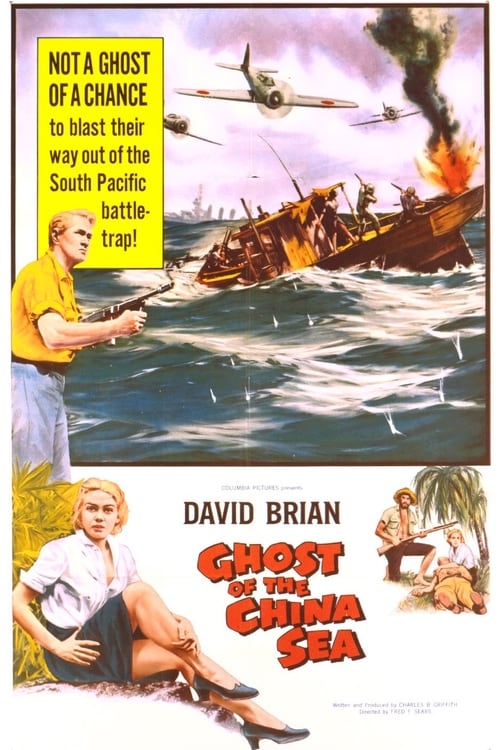 NOT A GHOST
OF A CHANCE
to blast their
way out of the
South Pacific
battle-
trap!
COLUMBIA PICTURES presents
DAVID BRIAN
GHOST
OF THE
CHINA
SEA
Written and Produced by CHARLES B. GRIFFITH
Directed by FRED F. SEARS